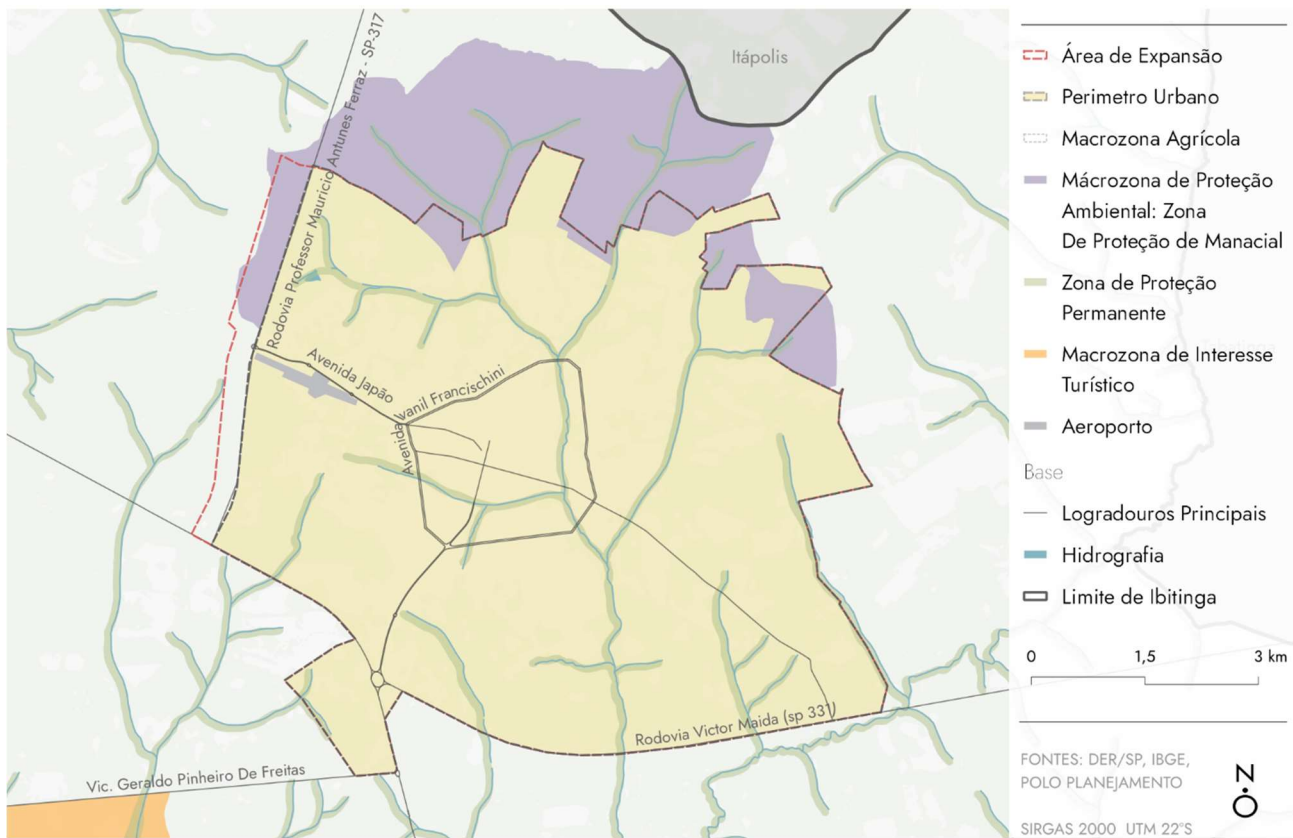 Itápolis
Rodovia Professor Mauricio Antunes Ferraz - SP-317
Avenida Japão
Avenida Ivanil Francischini
Rodovia Victor Maida (sp 331)
Vic. Geraldo Pinheiro De Freitas
Área de Expansão
Perimetro Urbano
Macrozona Agrícola
Mácrozona de Proteção
Ambiental: Zona
De Proteção de Manacial
Zona de Proteção
Permanente
Macrozona de Interesse
Turístico
Aeroporto
Base
Logradouros Principais
Hidrografia
Limite de Ibitinga
0 1,5 3 km
FONTES: DER/SP, IBGE,
POLO PLANEJAMENTO
N
SIRGAS 2000 UTM 22°S